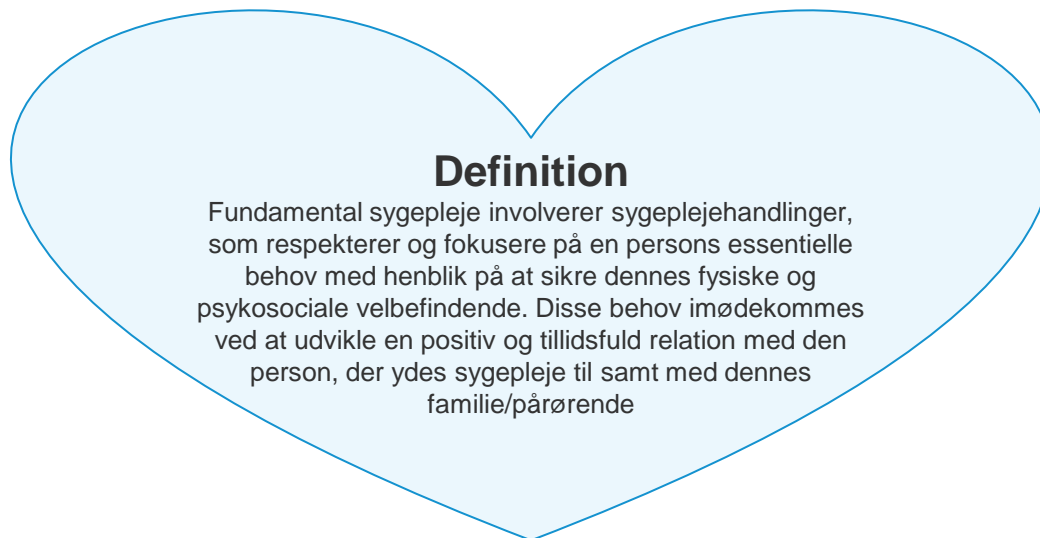 Definition
Fundamental sygepleje involverer sygeplejehandlinger,
som respekterer og fokusere på en persons essentielle
behov med henblik på at sikre dennes fysiske og
psykosociale velbefindende. Disse behov imødekommes
ved at udvikle en positiv og tillidsfuld relation med den
person, der ydes sygepleje til samt med dennes
familie/pårørende